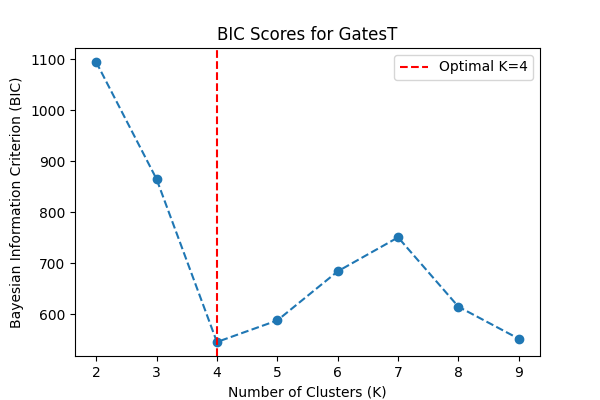 BIC Scores for GatesT
Optimal K=4
Bayesian Information Criterion (BIC)
1100
1000
900
800
700
600
2 3 4 5 6 7 8 9
Number of Clusters (K)